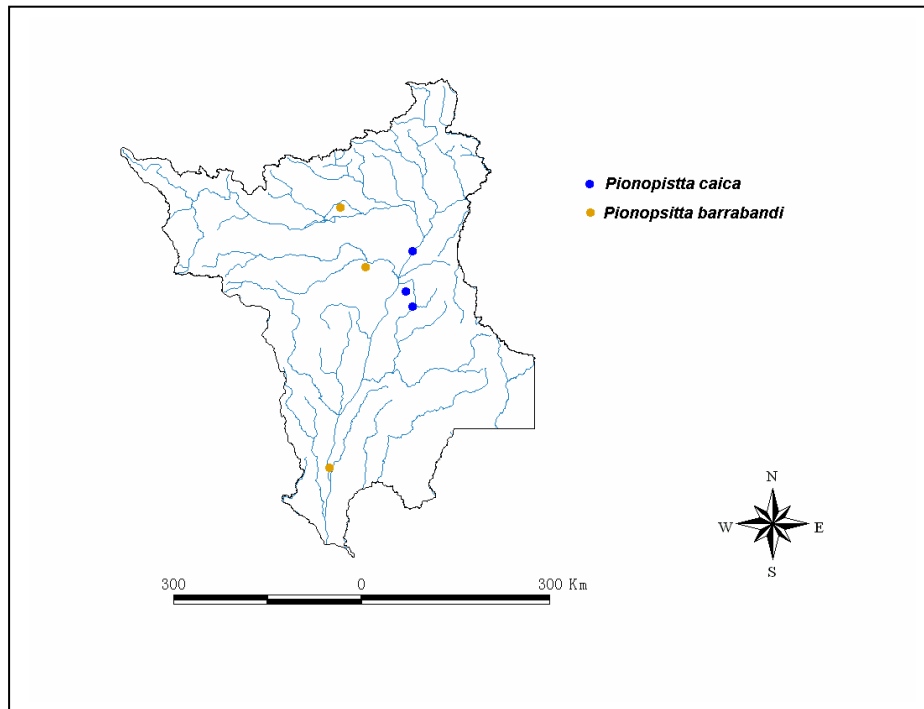 Pionopistta caica
Pionopsitta barrabandi
N
W E
S
300 0 300 Km